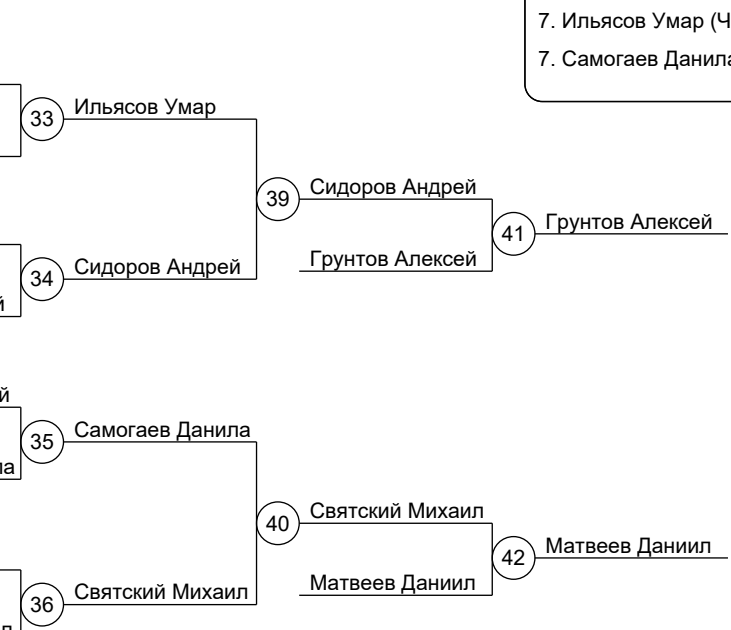 7. Ильясов Умар
7. Самогаев Данила
33 Ильясов Умар
39 Сидоров Андрей
41 Грунтов Алексей
Грунтов Алексей
34 Сидоров Андрей
35 Самогаев Данила
40 Святский Михаил
42 Матвеев Даниил
Матвеев Даниил
36 Святский Михаил